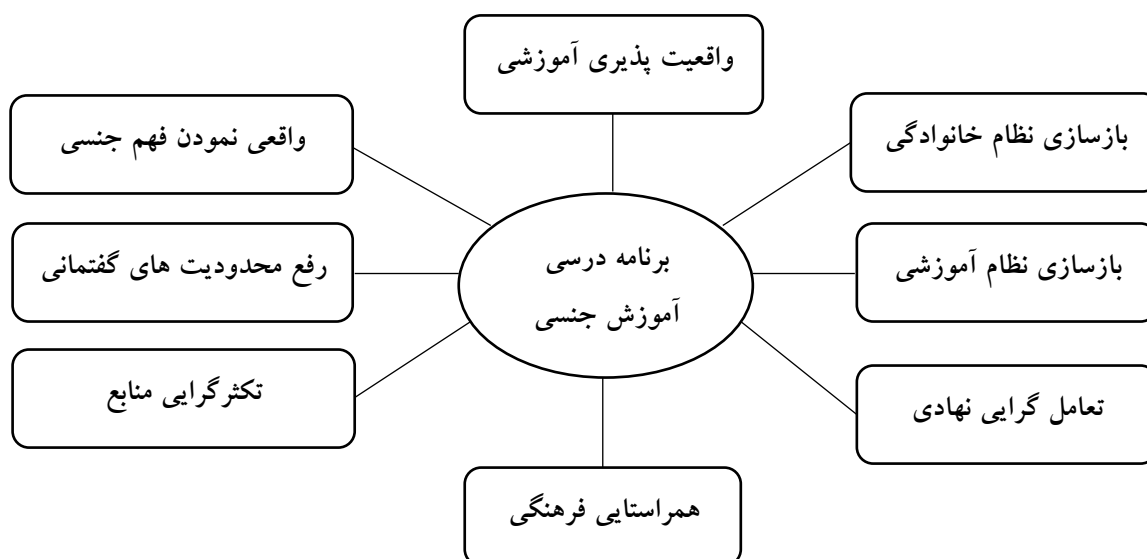 واقعیت پذیری آموزشی
بازسازی نظام خانوادگی
واقعی نمودن فهم جنسی
بازسازی نظام آموزشی
برنامه درسی
آموزش جنسی
رفع محدودیت های گفتمانی
تعامل گرایی نهادی
تکثرگرایی منابع
همراستایی فرهنگی